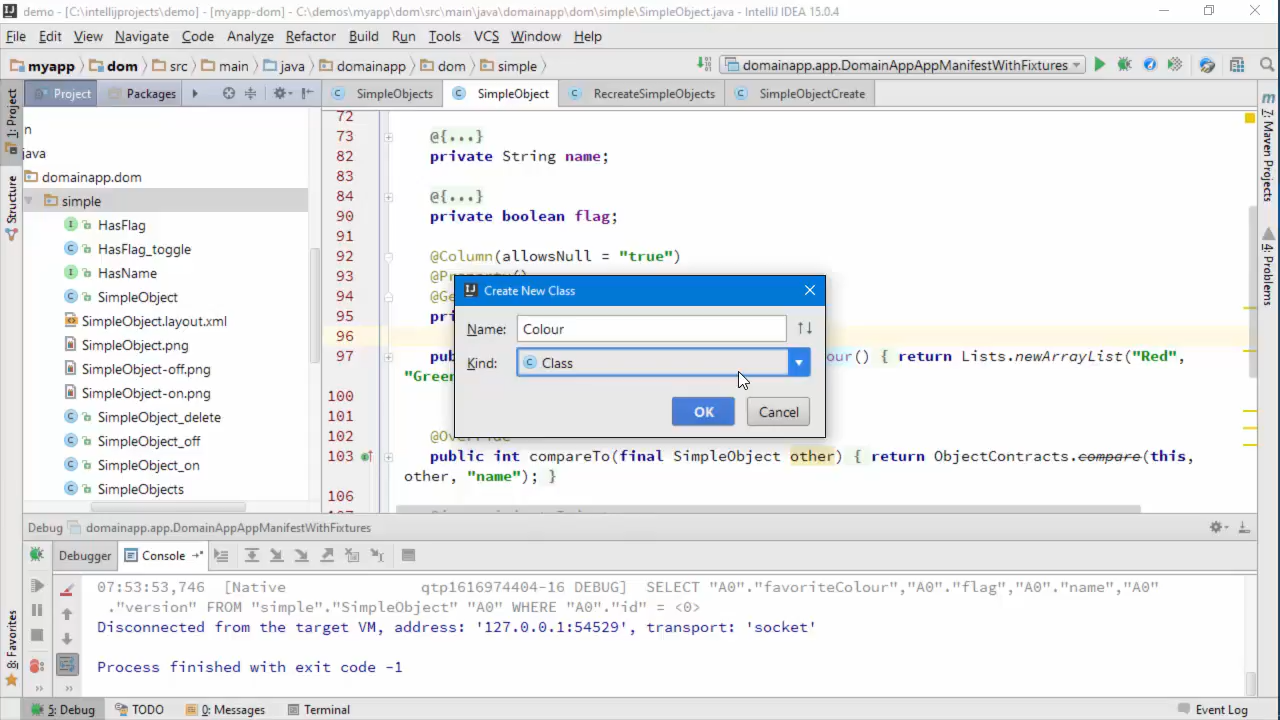 demo - [C:\intellijprojects\demo] - [myapp-dom] - C:\demos\myapp\dom\src\main\java\domainapp\dom\simple\SimpleObject.java - IntelliJ IDEA 15.0.4
File Edit View Navigate Code Analyze Refactor Build Run Tools VCS Window Help
myapp dom src main java domainapp dom simple domainapp.app.DomainAppAppManifestWithFixtures
Project Packages SimpleObjects SimpleObject RecreateSimpleObjects SimpleObjectCreate
1: Project
Structure
8: Favorites
n
java
domainapp.dom
simple
HasFlag
HasFlag_toggle
HasName
SimpleObject
SimpleObject.layout.xml
SimpleObject.png
SimpleObject-off.png
SimpleObject-on.png
SimpleObject_delete
SimpleObject_off
SimpleObject_on
SimpleObjects
72
73 @{...}
82 private String name;
83
84 @{...}
90 private boolean flag;
91
92 @Column(allowsNull = "true")
93 @Property()
94 @Ge
95 pri
96
97 pu our() { return Lists.newArrayList("Red",
"Green
100
101
102 @Override
103 public int compareTo(final SimpleObject other) { return ObjectContracts.compare(this,
other, "name"); }
106
Create New Class
Name: Colour
Kind: Class
OK Cancel
Maven Projects
4: Problems
Debug domainapp.app.DomainAppAppManifestWithFixtures
Debugger Console
07:53:53,746 [Native qtp1616974404-16 DEBUG] SELECT "A0"."favoriteColour","A0"."flag","A0"."name","A0"
."version" FROM "simple"."SimpleObject" "A0" WHERE "A0"."id" = <0>
Disconnected from the target VM, address: '127.0.0.1:54529', transport: 'socket'
Process finished with exit code -1
5: Debug TODO 0: Messages Terminal Event Log